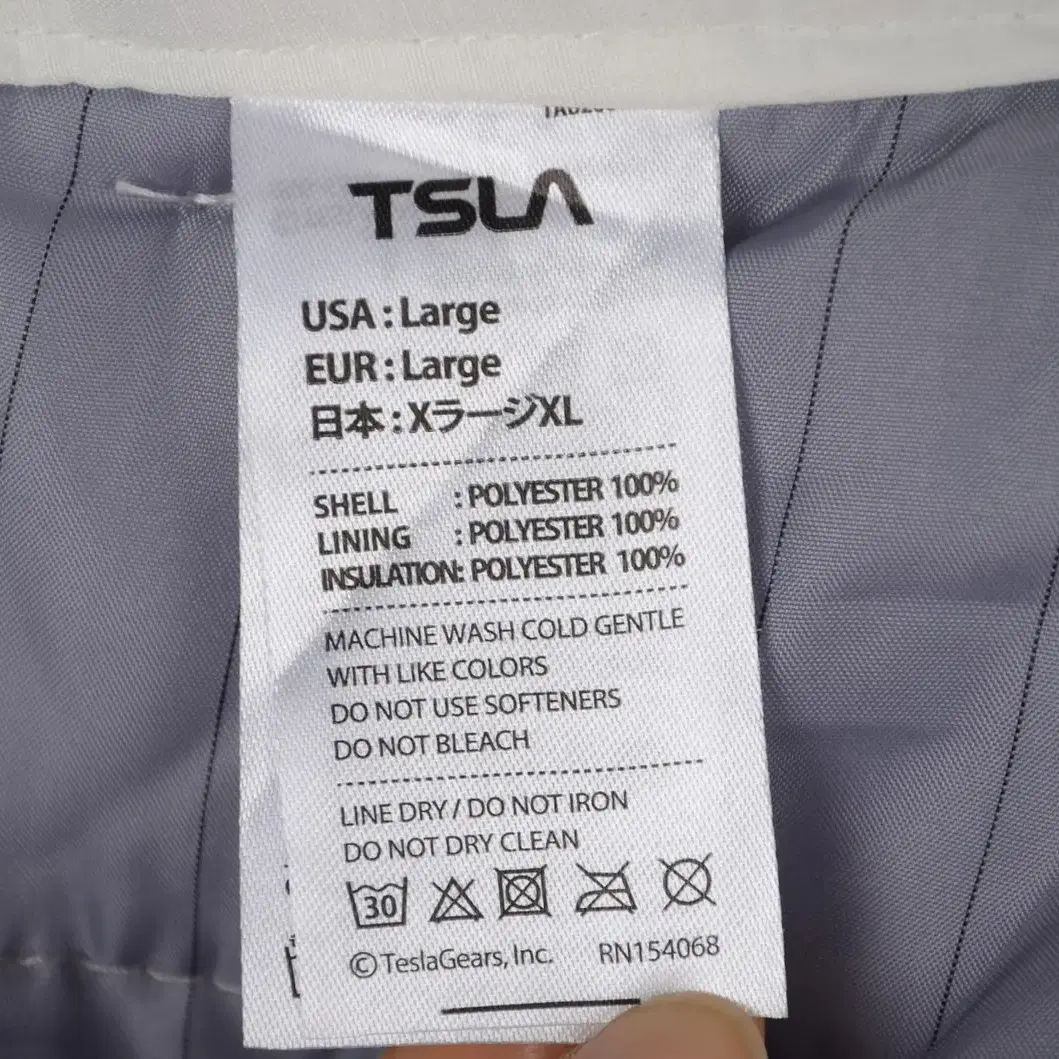 TSLA
USA : Large
EUR : Large
日本 : XラージXL
SHELL : POLYESTER 100%
LINING : POLYESTER 100%
INSULATION: POLYESTER 100%
MACHINE WASH COLD GENTLE
WITH LIKE COLORS
DO NOT USE SOFTENERS
DO NOT BLEACH
LINE DRY / DO NOT IRON
DO NOT DRY CLEAN
30
©TeslaGears, Inc. RN154068